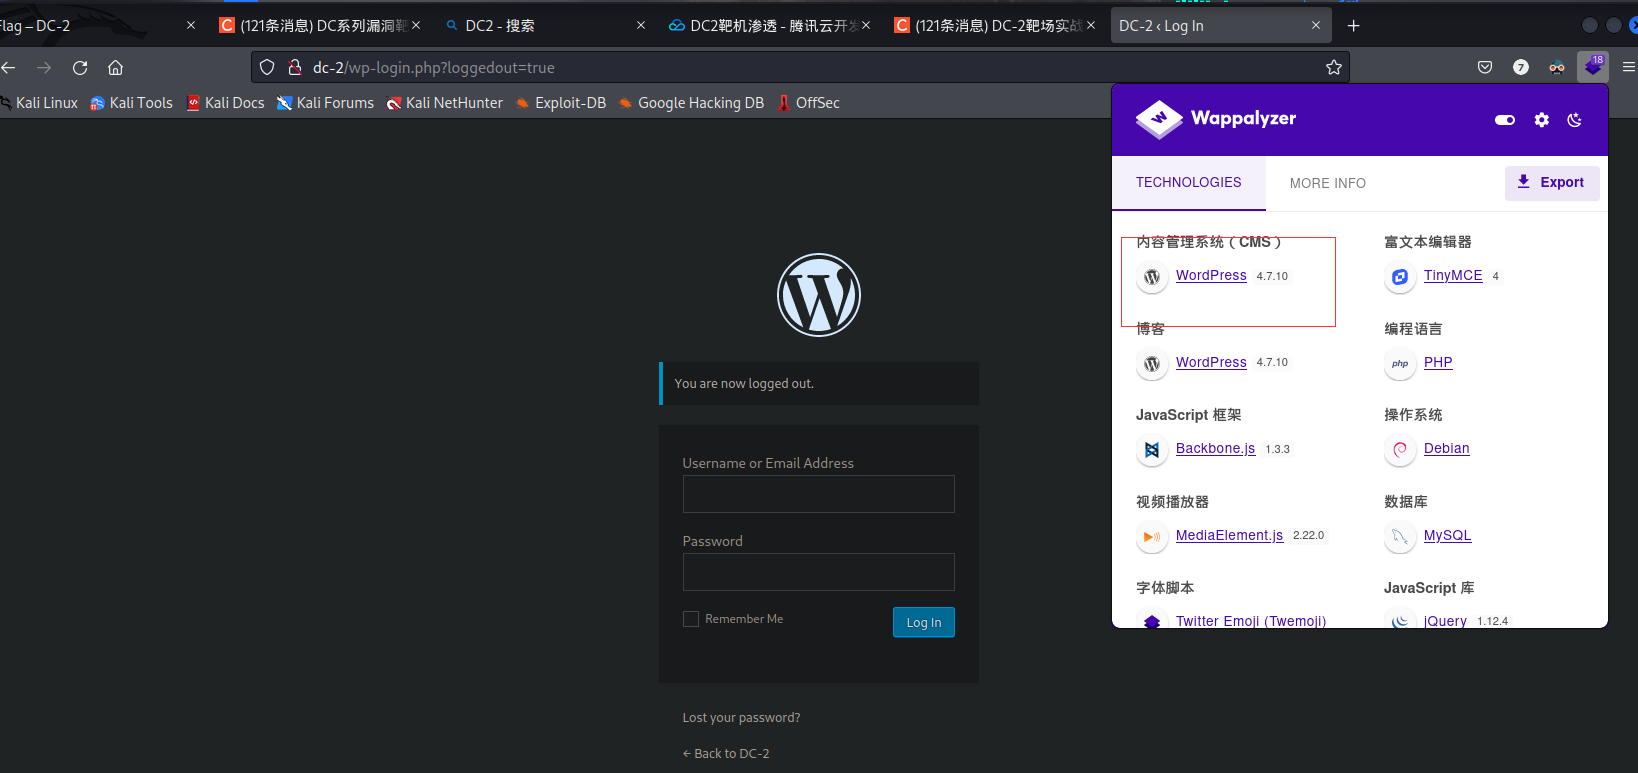 Flag – DC-2
(121条消息) DC系列漏洞靶
DC2 - 搜索
DC2靶机渗透 - 腾讯云开发
(121条消息) DC-2靶场实战
DC-2 ‹ Log In
dc-2/wp-login.php?loggedout=true
7
18
Kali Linux
Kali Tools
Kali Docs
Kali Forums
Kali NetHunter
Exploit-DB
Google Hacking DB
OffSec
Wappalyzer
TECHNOLOGIES
MORE INFO
Export
内容管理系统（CMS）
WordPress 4.7.10
富文本编辑器
TinyMCE 4
博客
WordPress 4.7.10
编程语言
php PHP
JavaScript 框架
Backbone.js 1.3.3
操作系统
Debian
视频播放器
MediaElement.js 2.22.0
数据库
MySQL
字体脚本
Twitter Emoji (Twemoji)
JavaScript 库
jQuery 1.12.4
You are now logged out.
Username or Email Address
Password
Remember Me
Log In
Lost your password?
← Back to DC-2